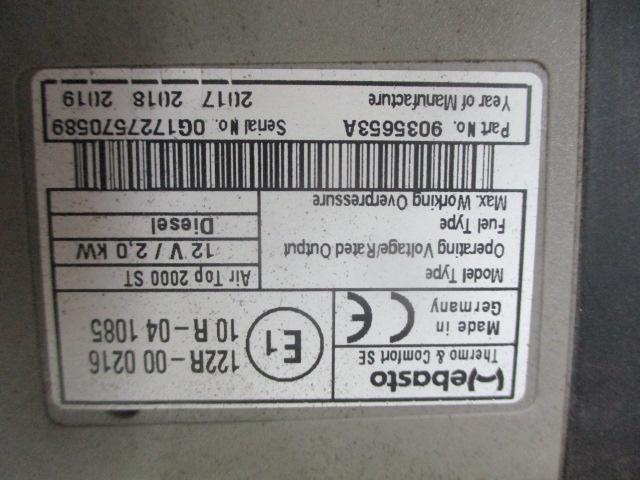 Webasto
Thermo & Comfort SE
Made in
Germany
CE
E1
122R-00 0216
10 R-04 1085
Model Type Air Top 2000 ST
Operating Voltage/Rated Output 12 V / 2,0 kW
Fuel Type Diesel
Max. Working Overpressure
Part No. 9035653A Serial No. 0G1727570589
Year of Manufacture 2017 2018 2019